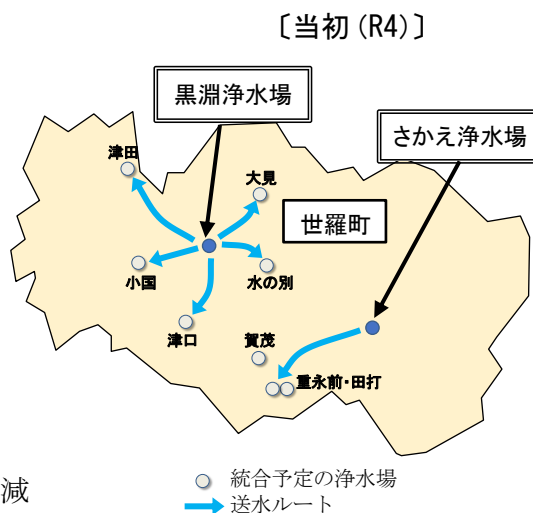 〔当初(R4)〕
黒淵浄水場
さかえ浄水場
津田
大見
世羅町
小国
水の別
津口
賀茂
重永前・田打
減
統合予定の浄水場
送水ルート